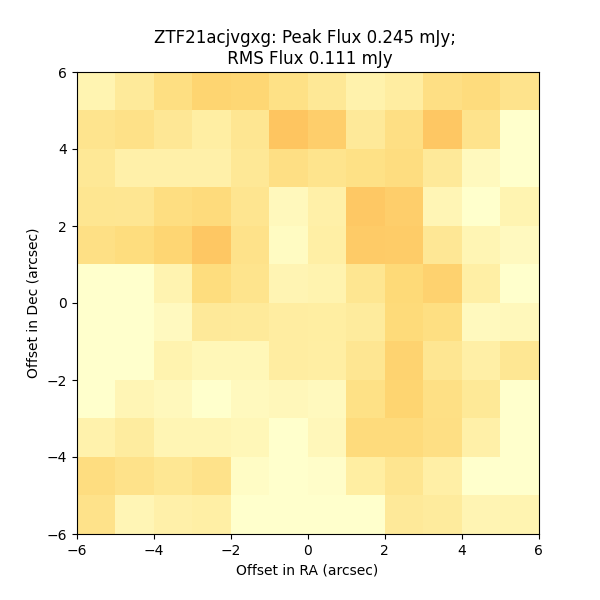 ZTF21acjvgxg: Peak Flux 0.245 mJy;
RMS Flux 0.111 mJy
6
4
2
0
−2
−4
−6
Offset in Dec (arcsec)
−6 −4 −2 0 2 4 6
Offset in RA (arcsec)